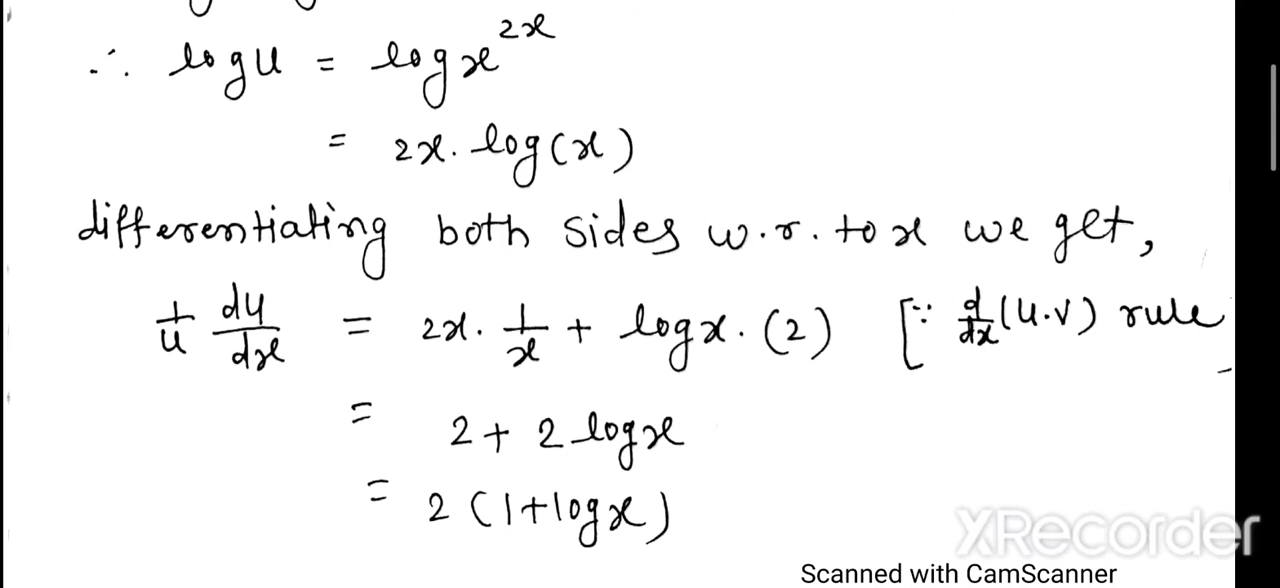 ∴ log u = log x^{2x}
= 2x. log(x)
differentiating both sides w.r.to x we get,
1/u du/dx = 2x. 1/x + log x. (2) [∵ d/dx (u.v) rule
= 2 + 2 log x
= 2 (1+log x)
XRecorder
Scanned with CamScanner